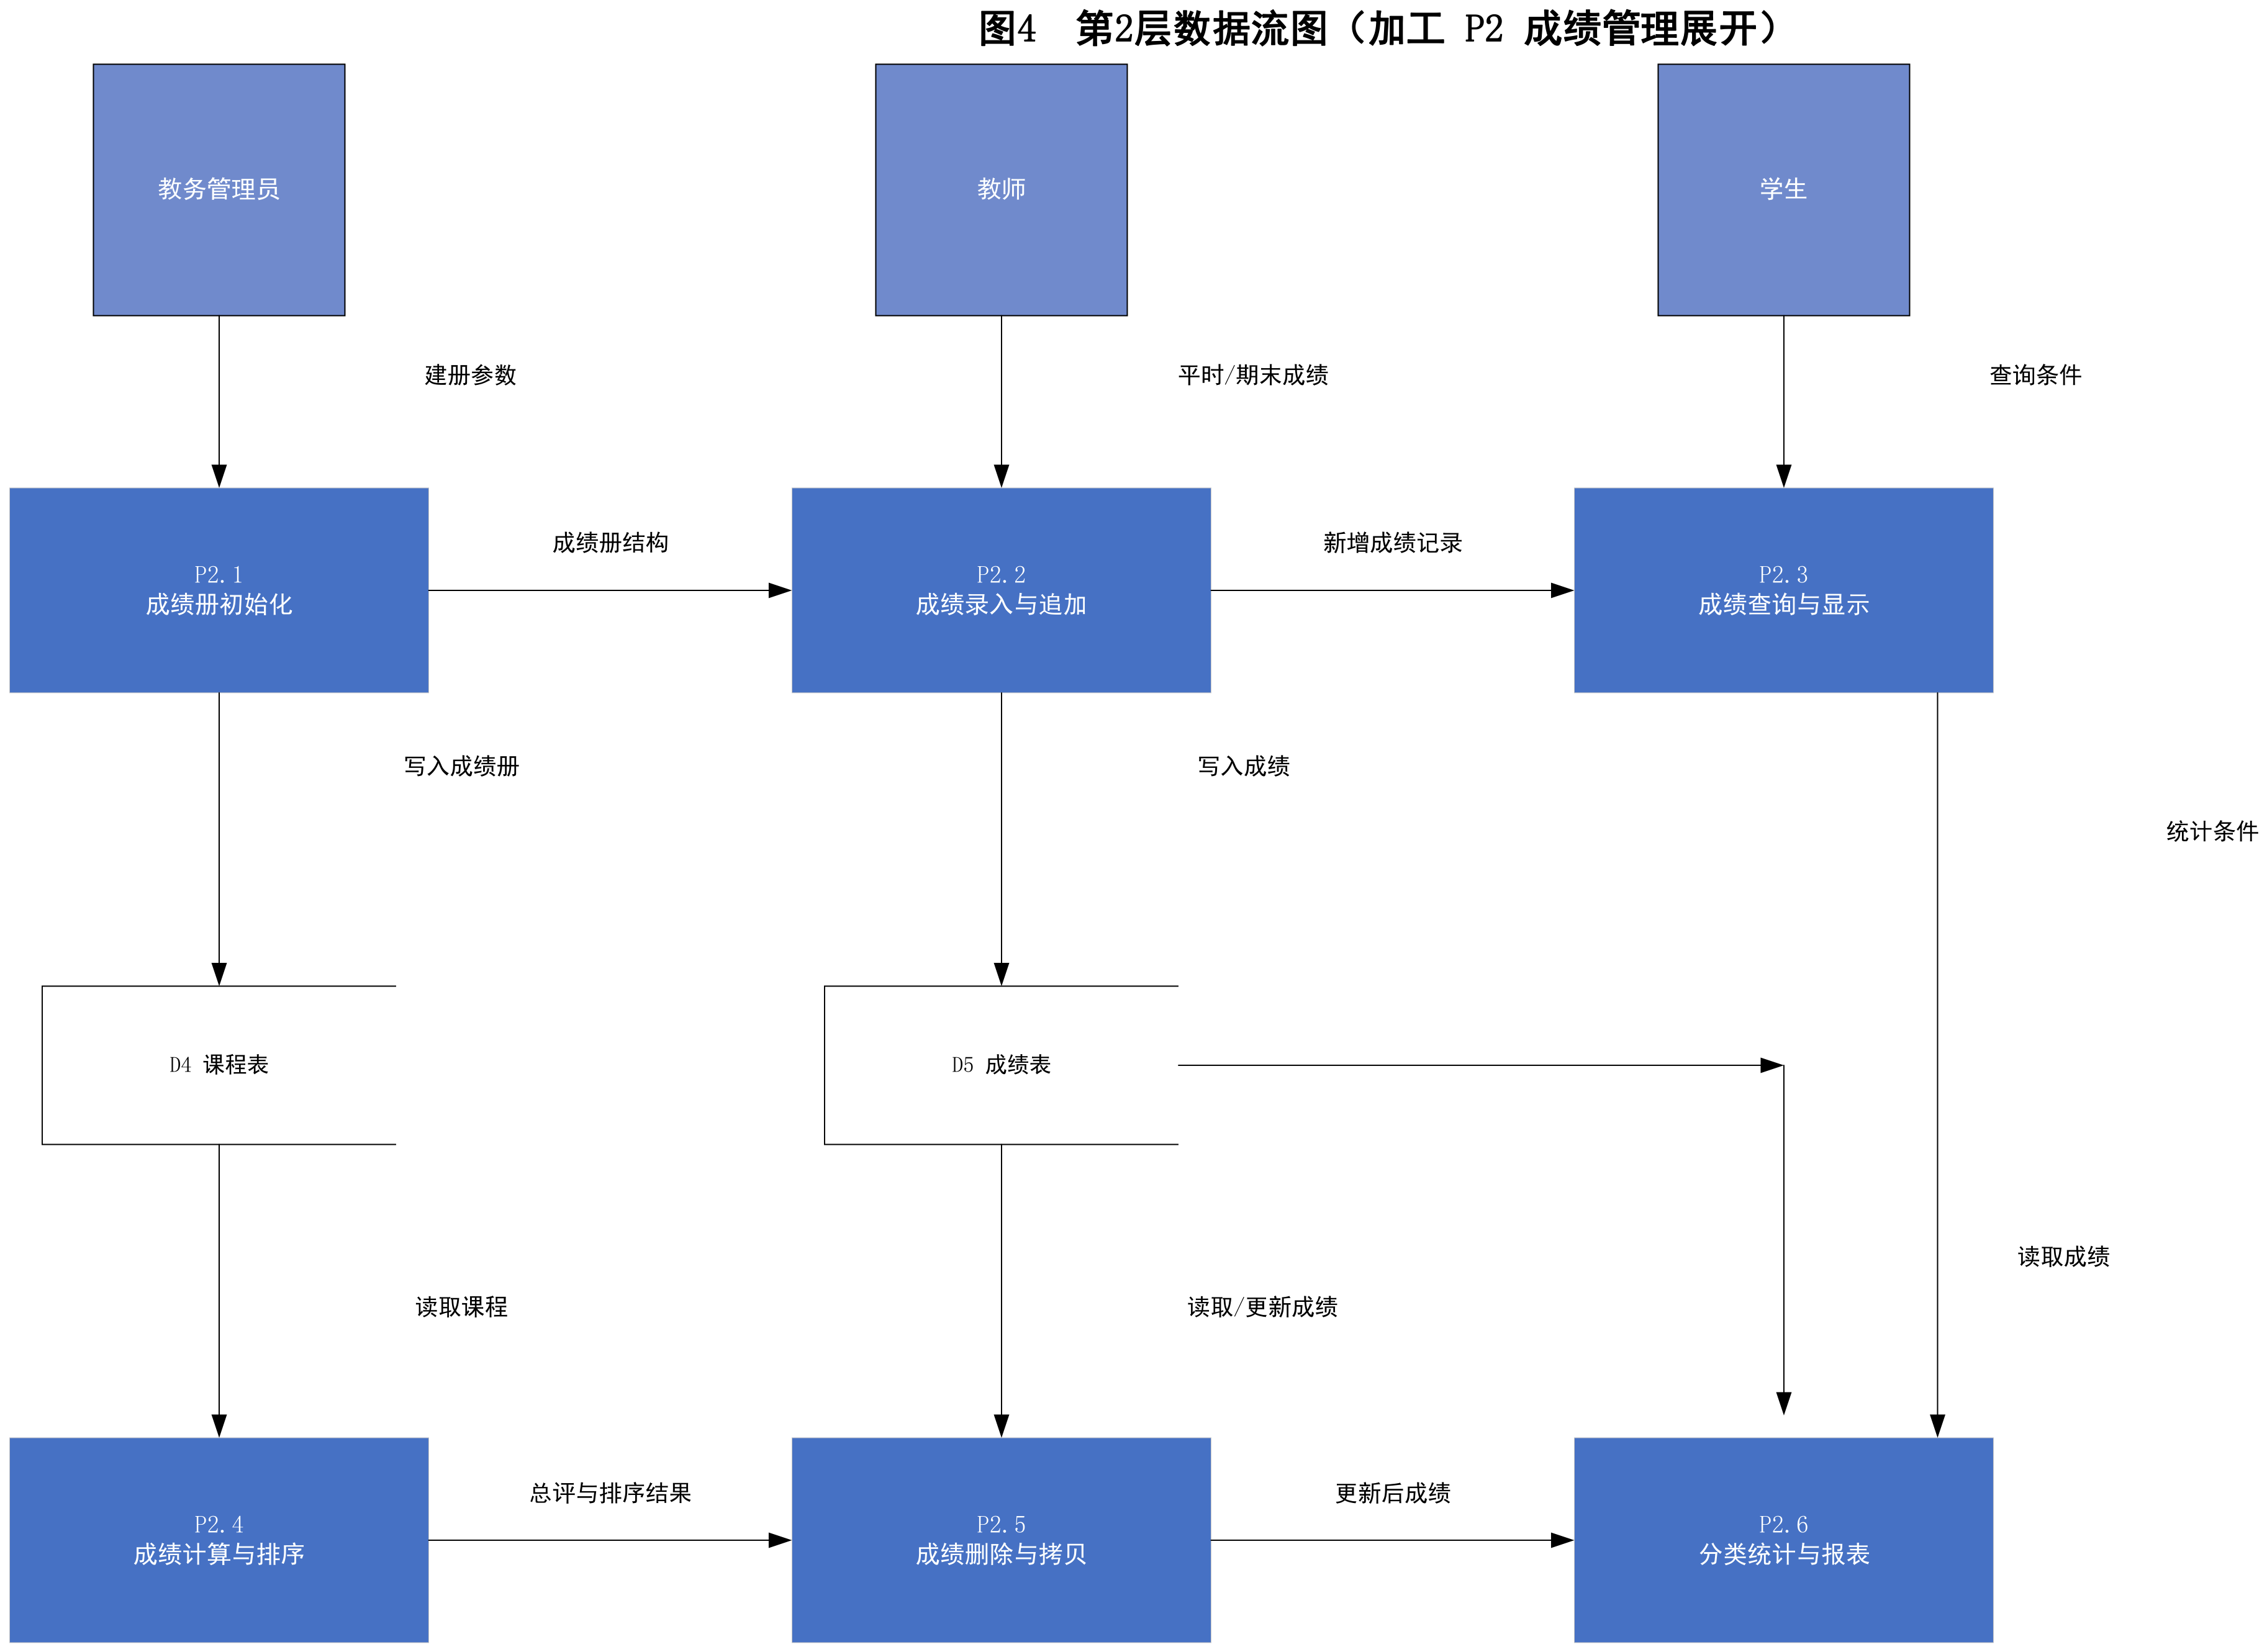 图4  第2层数据流图（加工 P2 成绩管理展开）
教务管理员
教师
学生
建册参数
平时/期末成绩
查询条件
P2.1
成绩册初始化
成绩册结构
P2.2
成绩录入与追加
新增成绩记录
P2.3
成绩查询与显示
写入成绩册
写入成绩
统计条件
D4 课程表
D5 成绩表
读取成绩
读取课程
读取/更新成绩
P2.4
成绩计算与排序
总评与排序结果
P2.5
成绩删除与拷贝
更新后成绩
P2.6
分类统计与报表